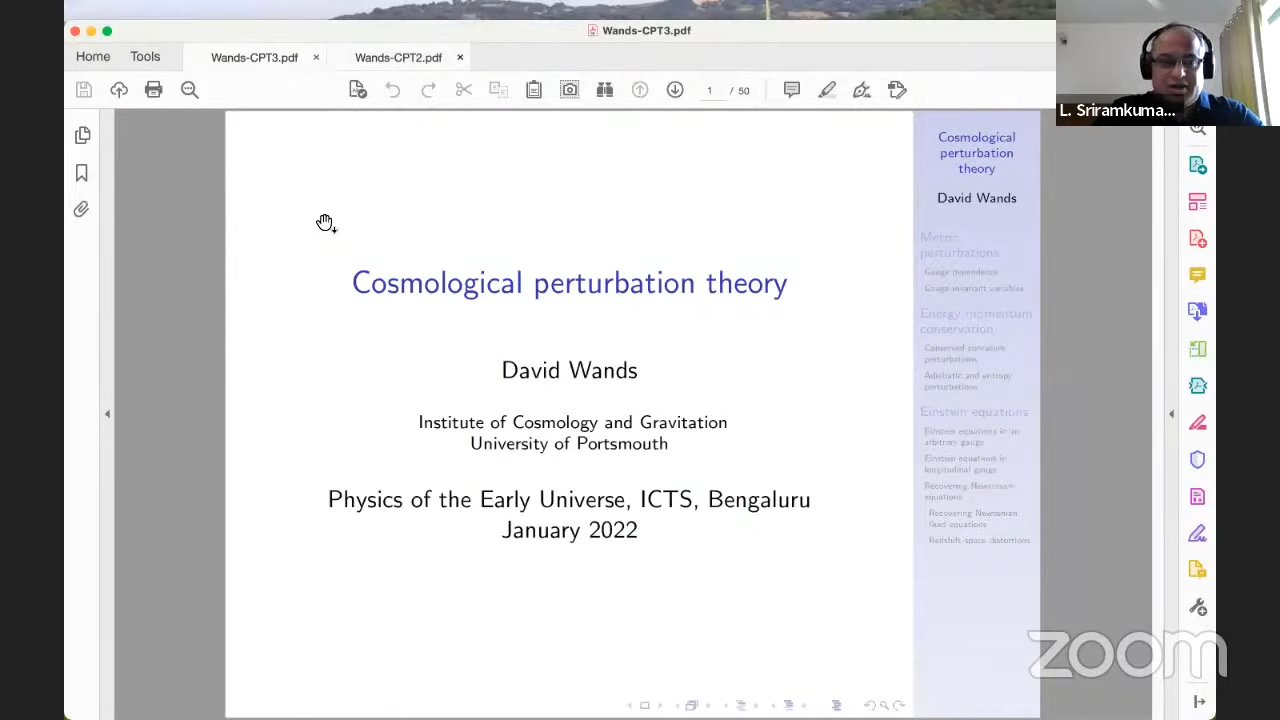 Wands-CPT3.pdf
Home
Tools
Wands-CPT3.pdf
×
Wands-CPT2.pdf
×
1
/ 50
L. Sriramkuma...
Cosmological perturbation theory
David Wands
Institute of Cosmology and Gravitation
University of Portsmouth
Physics of the Early Universe, ICTS, Bengaluru
January 2022
Cosmological
perturbation
theory
David Wands
Metric
perturbations
Gauge dependence
Gauge-invariant variables
Energy momentum
conservation
Conserved curvature
perturbations
Adiabatic and entropy
perturbations
Einstein equations
Einstein equations in an
arbitrary gauge
Einstein equations in
longitudinal gauge
Recovering Newtonian
equations
Recovering Newtonian
fluid equations
Redshift-space distortions
zoom